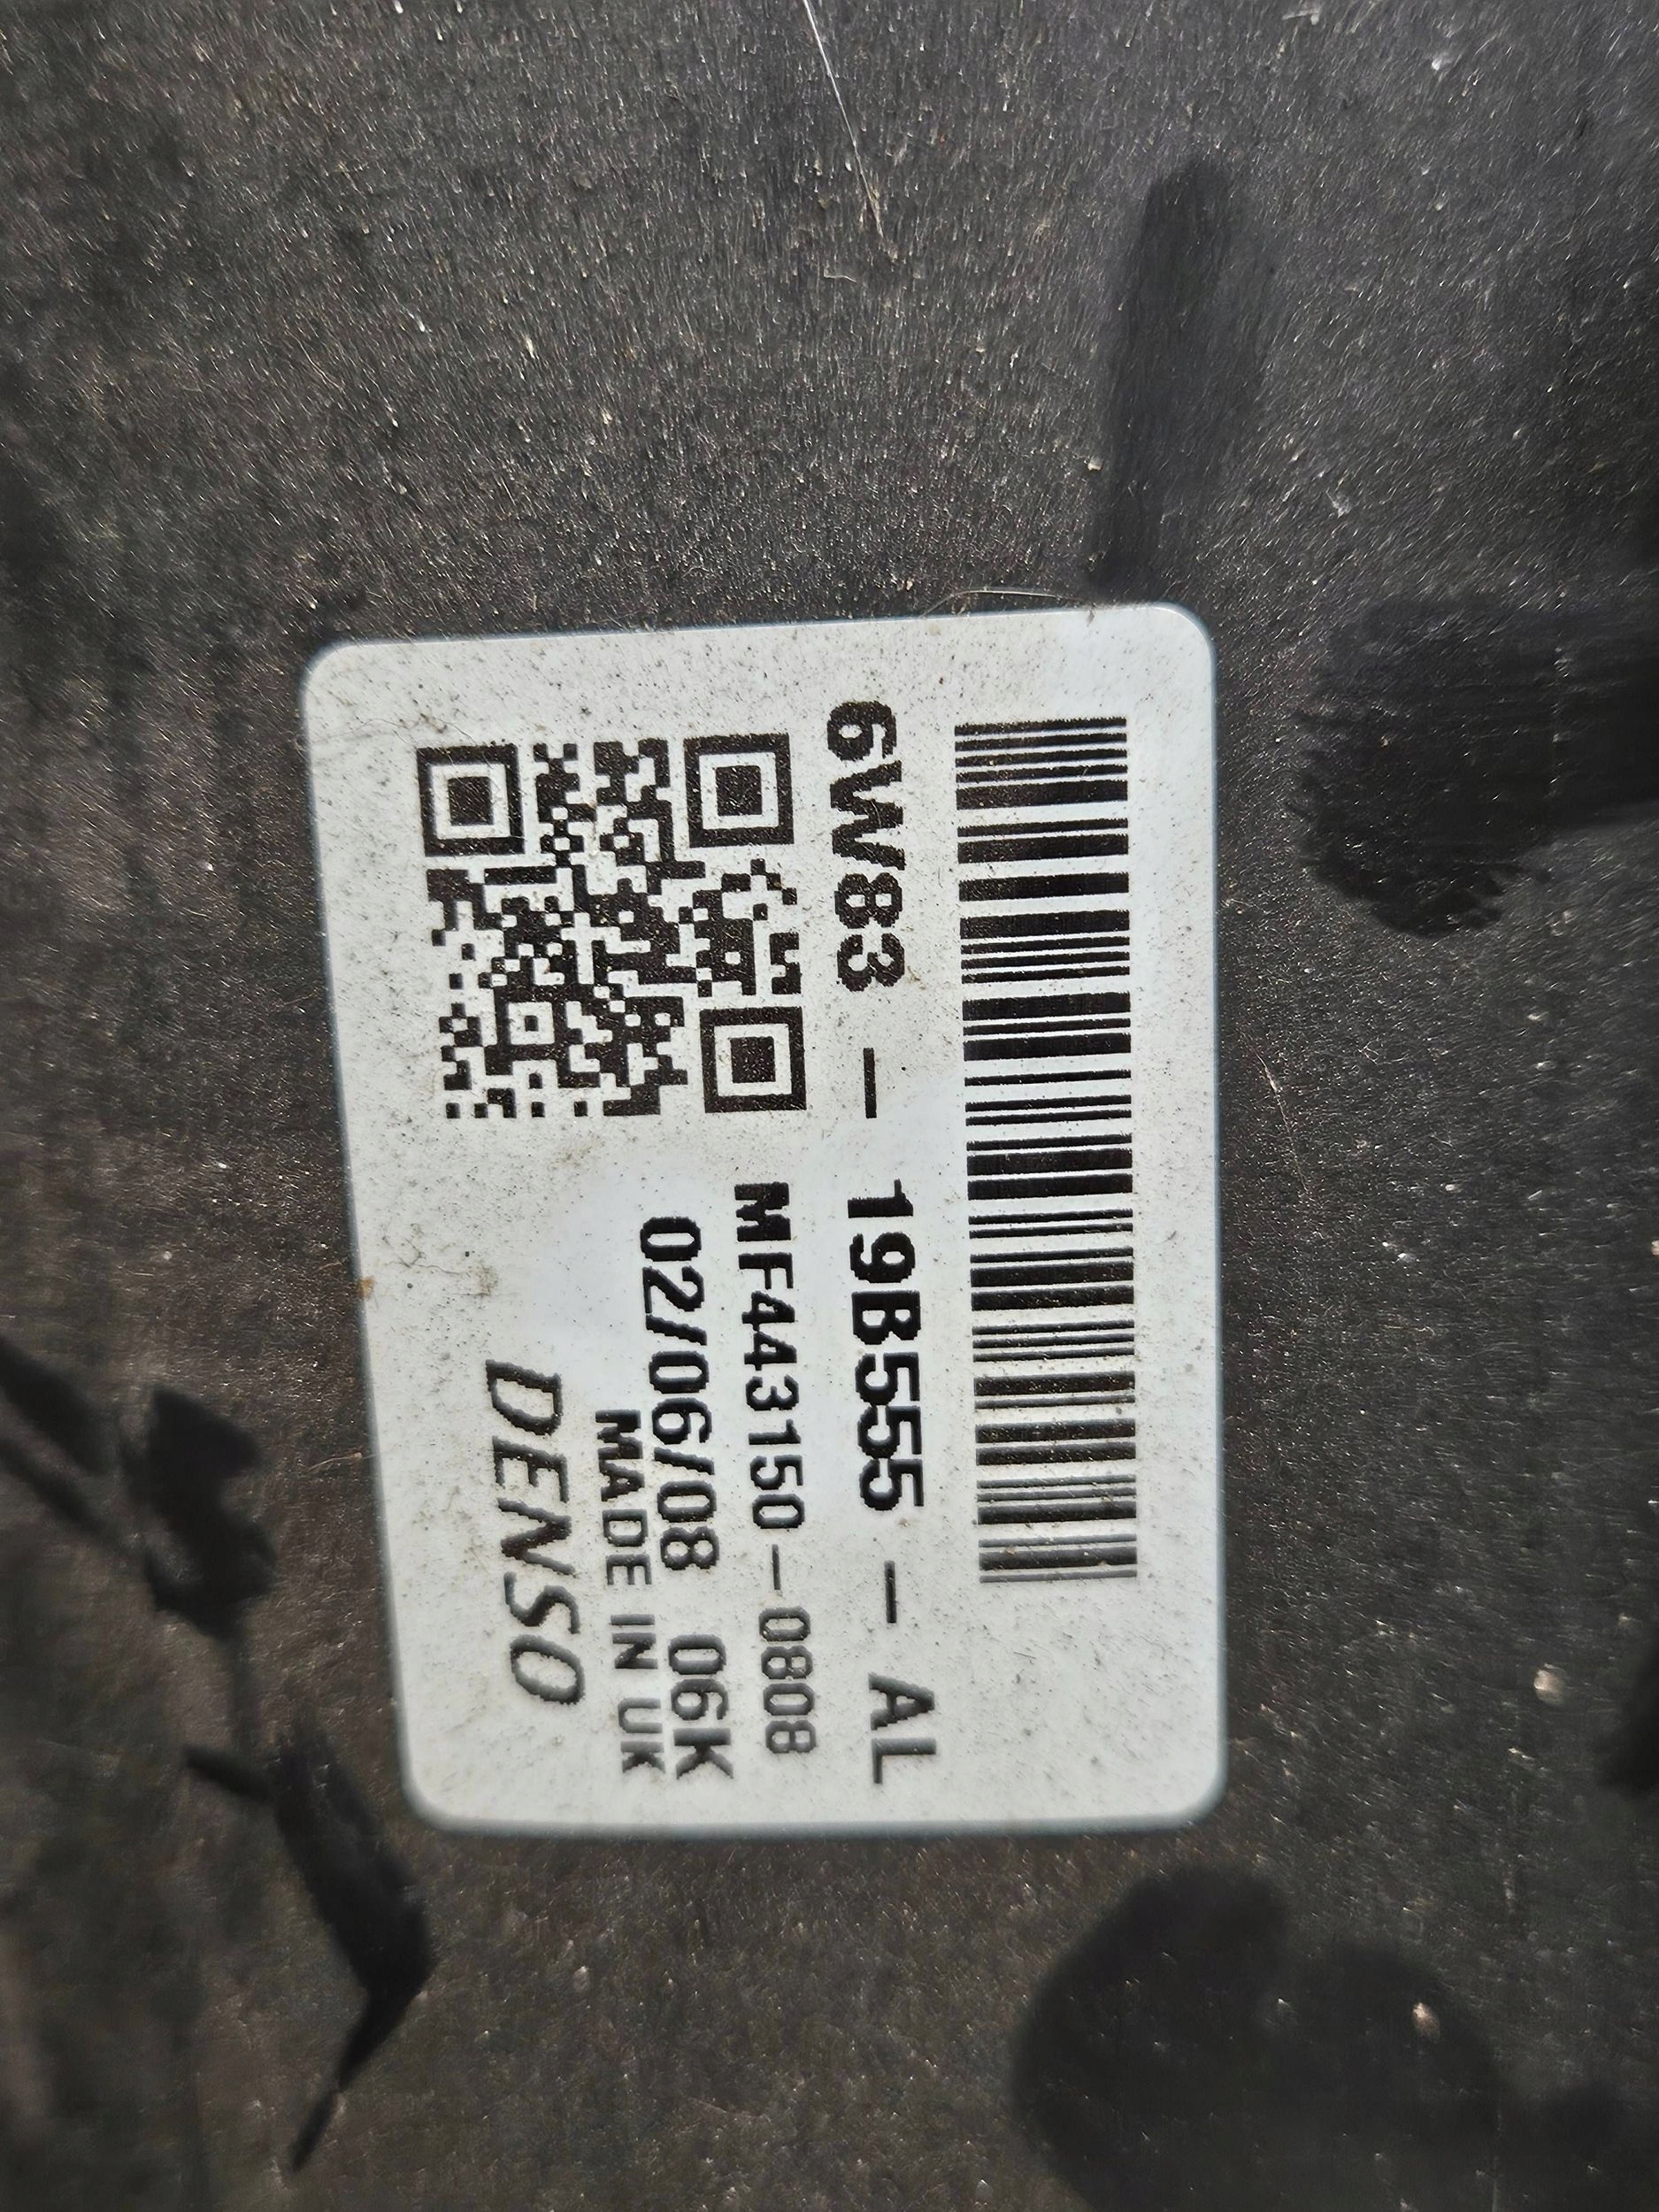 6W83 - 19B555 - AL
MF443150-0808
02/06/08 06K
MADE IN UK
DENSO